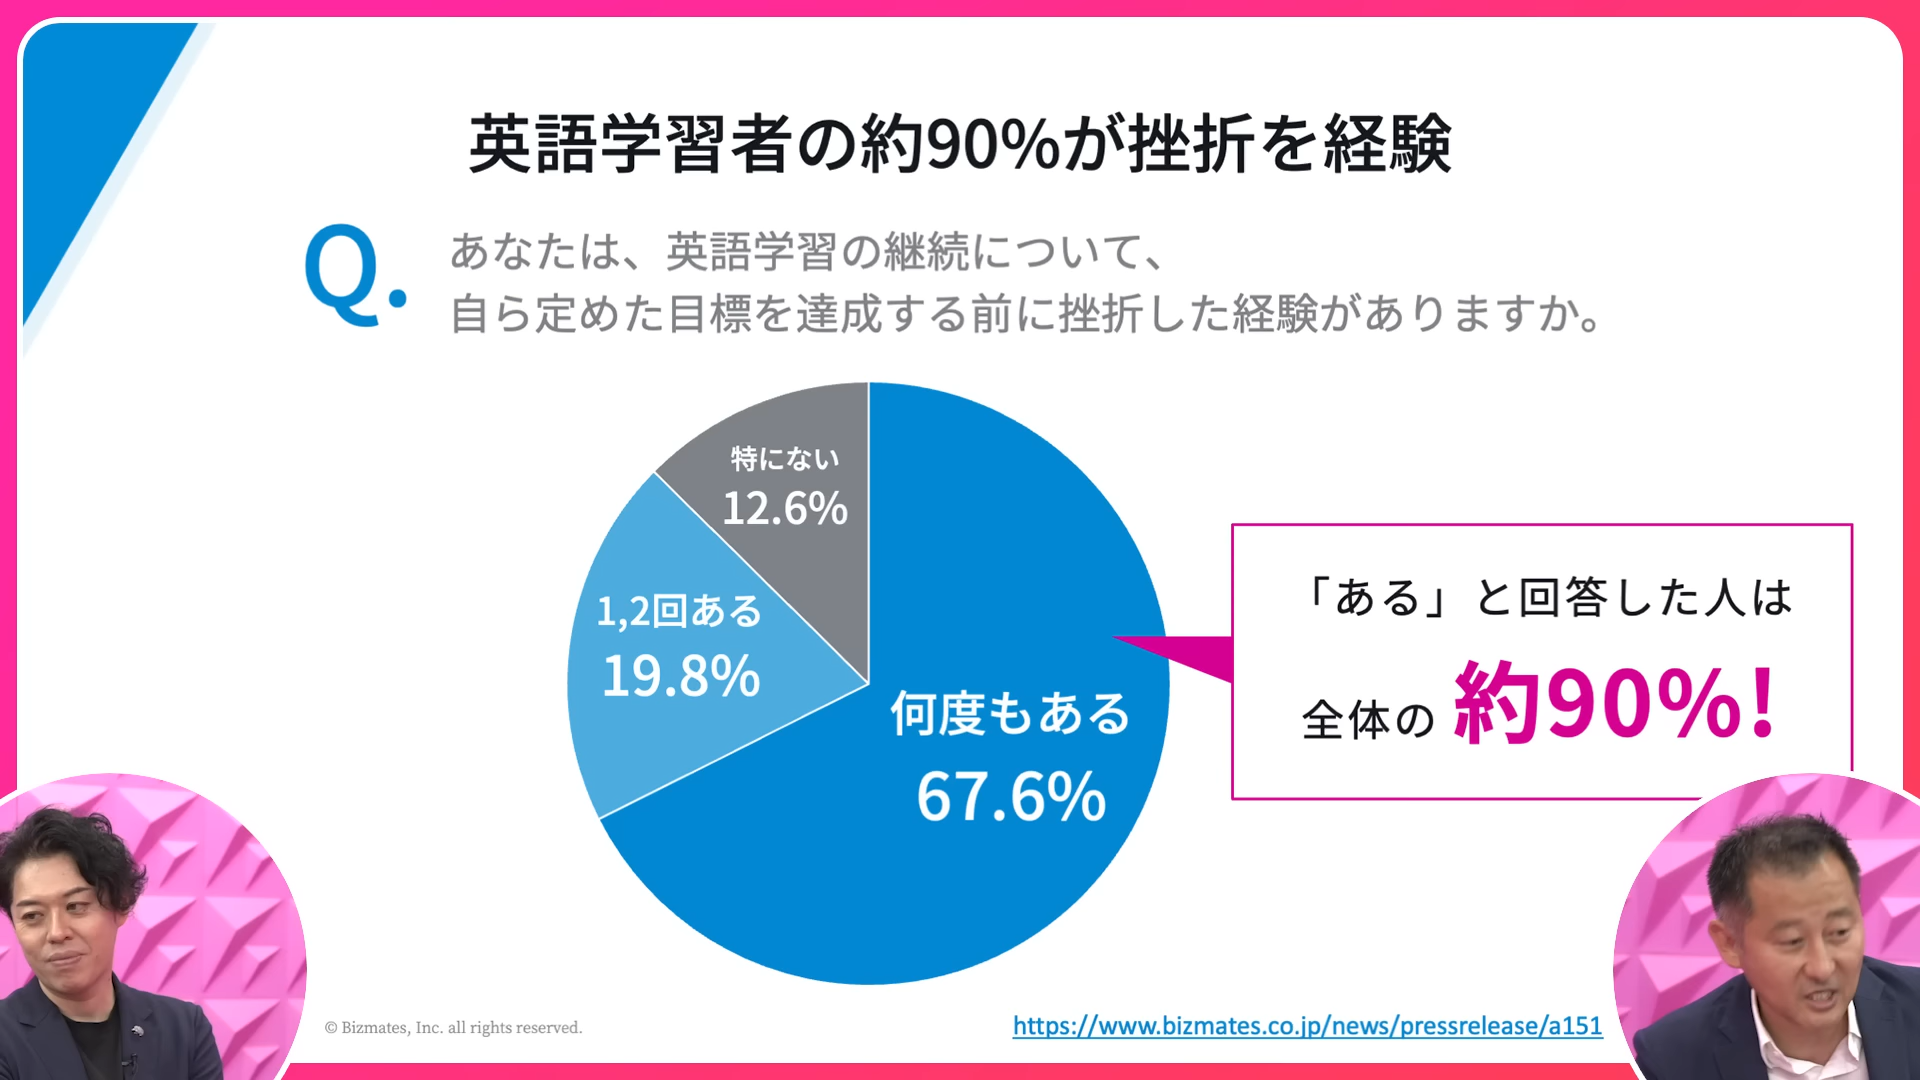 英語学習者の約90%が挫折を経験
Q.
あなたは、英語学習の継続について、
自ら定めた目標を達成する前に挫折した経験がありますか。
特にない
12.6%
1,2回ある
19.8%
何度もある
67.6%
「ある」と回答した人は
全体の 約90%!
© Bizmates, Inc. all rights reserved.
https://www.bizmates.co.jp/news/pressrelease/a151